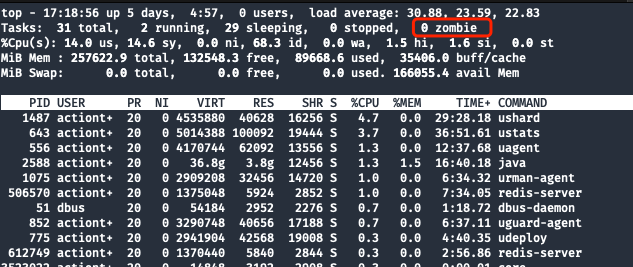 top - 17:18:56 up 5 days,  4:57,  0 users,  load average: 30.88, 23.59, 22.83
Tasks:  31 total,   2 running,  29 sleeping,   0 stopped,   0 zombie
%Cpu(s): 14.0 us, 14.6 sy,  0.0 ni, 68.3 id,  0.0 wa,  1.5 hi,  1.6 si,  0.0 st
MiB Mem : 257622.9 total, 132548.3 free,  89668.6 used,  35406.0 buff/cache
MiB Swap:      0.0 total,      0.0 free,      0.0 used. 166055.4 avail Mem
PID USER      PR  NI    VIRT    RES    SHR S  %CPU  %MEM     TIME+ COMMAND
1487 actiont+  20   0 4535880  40628  16256 S   4.7   0.0  29:28.18 ushard
643 actiont+  20   0 5014388 100092  19444 S   3.7   0.0  36:51.61 ustats
556 actiont+  20   0 4170744  62092  13556 S   1.3   0.0  12:37.68 uagent
2588 actiont+  20   0   36.8g   3.8g  12456 S   1.3   1.5  16:40.18 java
1075 actiont+  20   0 2909208  32456  14720 S   1.0   0.0   6:34.32 urman-agent
506570 actiont+  20   0 1375048   5924   2852 S   1.0   0.0   7:34.05 redis-server
51 dbus      20   0   54184   2952   2276 S   0.7   0.0   1:18.72 dbus-daemon
852 actiont+  20   0 3290748  40656  17188 S   0.7   0.0   6:37.11 uguard-agent
775 actiont+  20   0 2941904  42568  19008 S   0.3   0.0   4:40.35 udeploy
612749 actiont+  20   0 1370440   5840   2844 S   0.3   0.0   2:56.86 redis-server